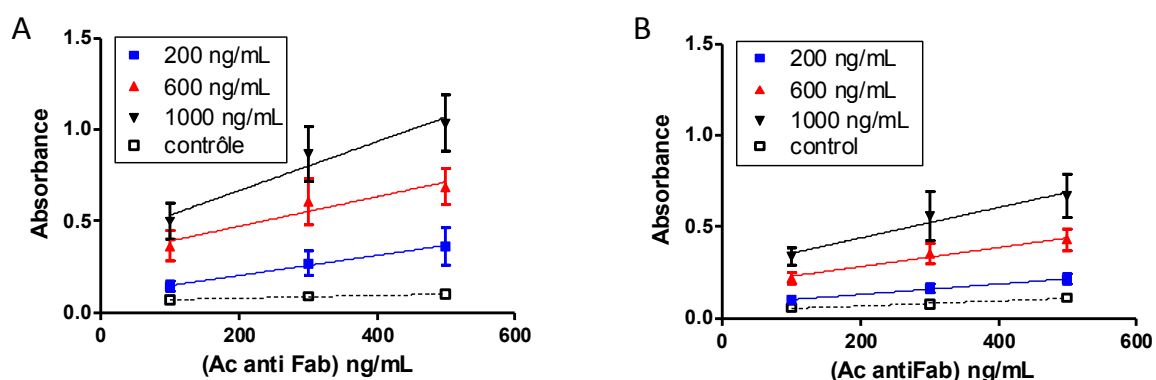 A
Absorbance
1.5
1.0
0.5
0.0
200 ng/mL
600 ng/mL
1000 ng/mL
contrôle
0
200
400
600
(Ac anti Fab) ng/mL
B
Absorbance
1.5
1.0
0.5
0.0
200 ng/mL
600 ng/mL
1000 ng/mL
control
0
200
400
600
(Ac antiFab) ng/mL